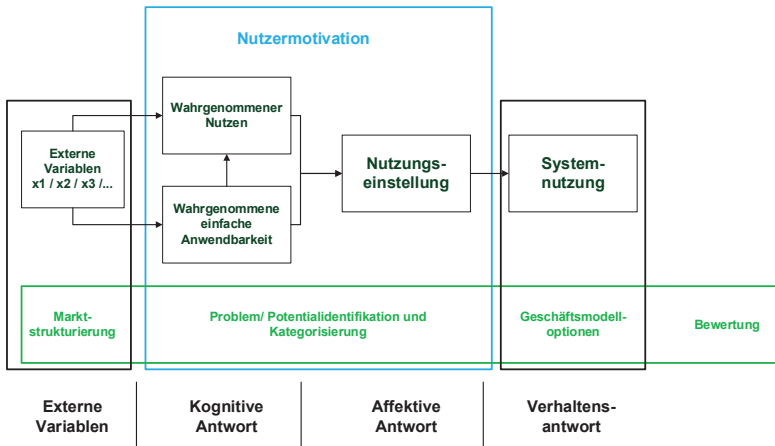 Nutzermotivation
Wahrgenommener
Nutzen
Externe
Variablen
x1 / x2 / x3 /...
Wahrgenommene
einfache
Anwendbarkeit
Nutzungs-
einstellung
System-
nutzung
Markt-
strukturierung
Problem/ Potentialidentifikation und
Kategorisierung
Geschäftsmodell-
optionen
Bewertung
Externe
Variablen
Kognitive
Antwort
Affektive
Antwort
Verhaltens-
antwort